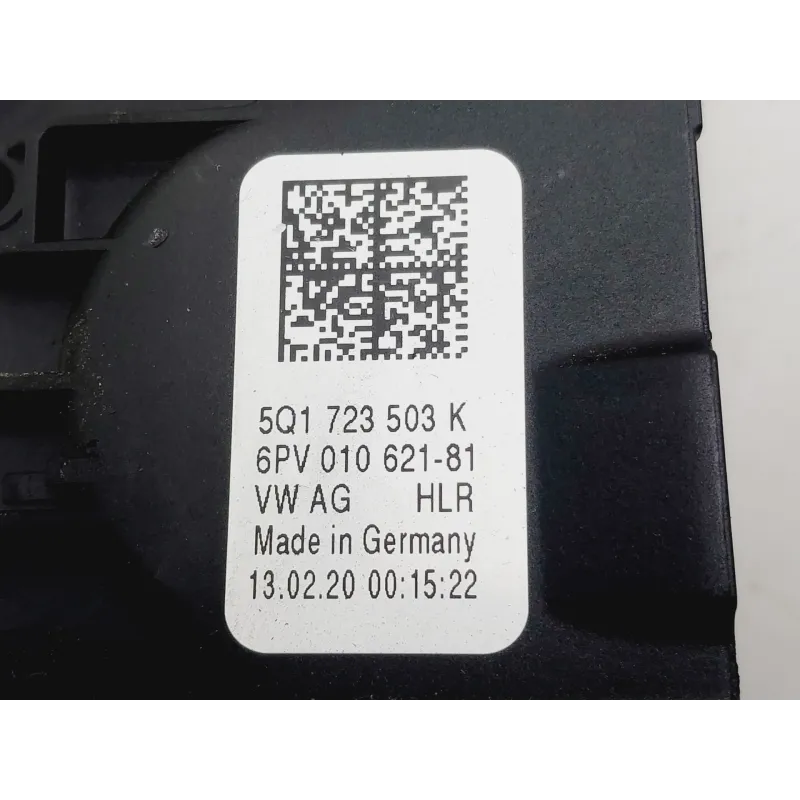 5Q1 723 503 K
6PV 010 621-81
VW AG HLR
Made in Germany
13.02.20 00:15:22